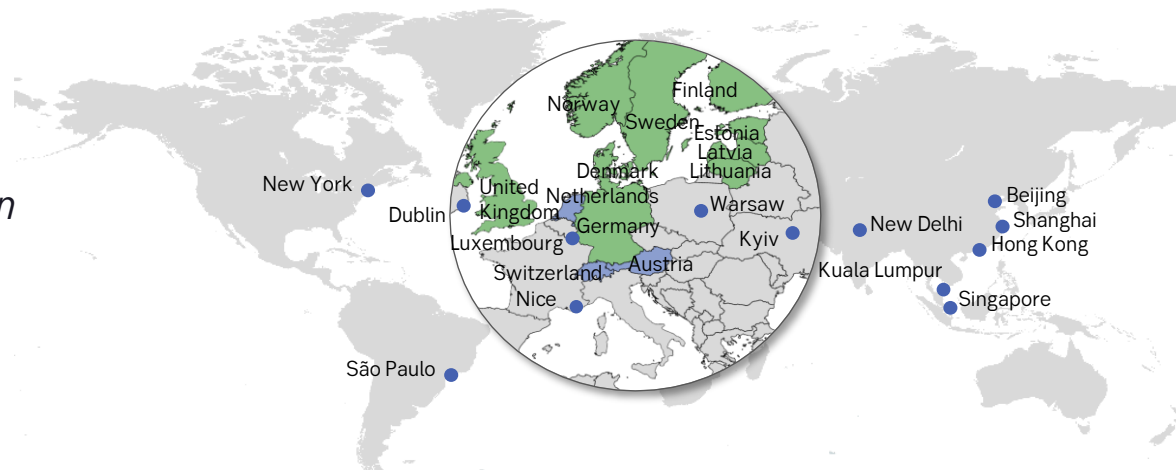 n
Norway
Finland
Sweden
Estonia
Latvia
Denmark
Lithuania
New York
United
Kingdom
Netherlands
Dublin
Warsaw
Germany
Luxembourg
Kyiv
Switzerland
Austria
Nice
São Paulo
Beijing
Shanghai
New Delhi
Hong Kong
Kuala Lumpur
Singapore